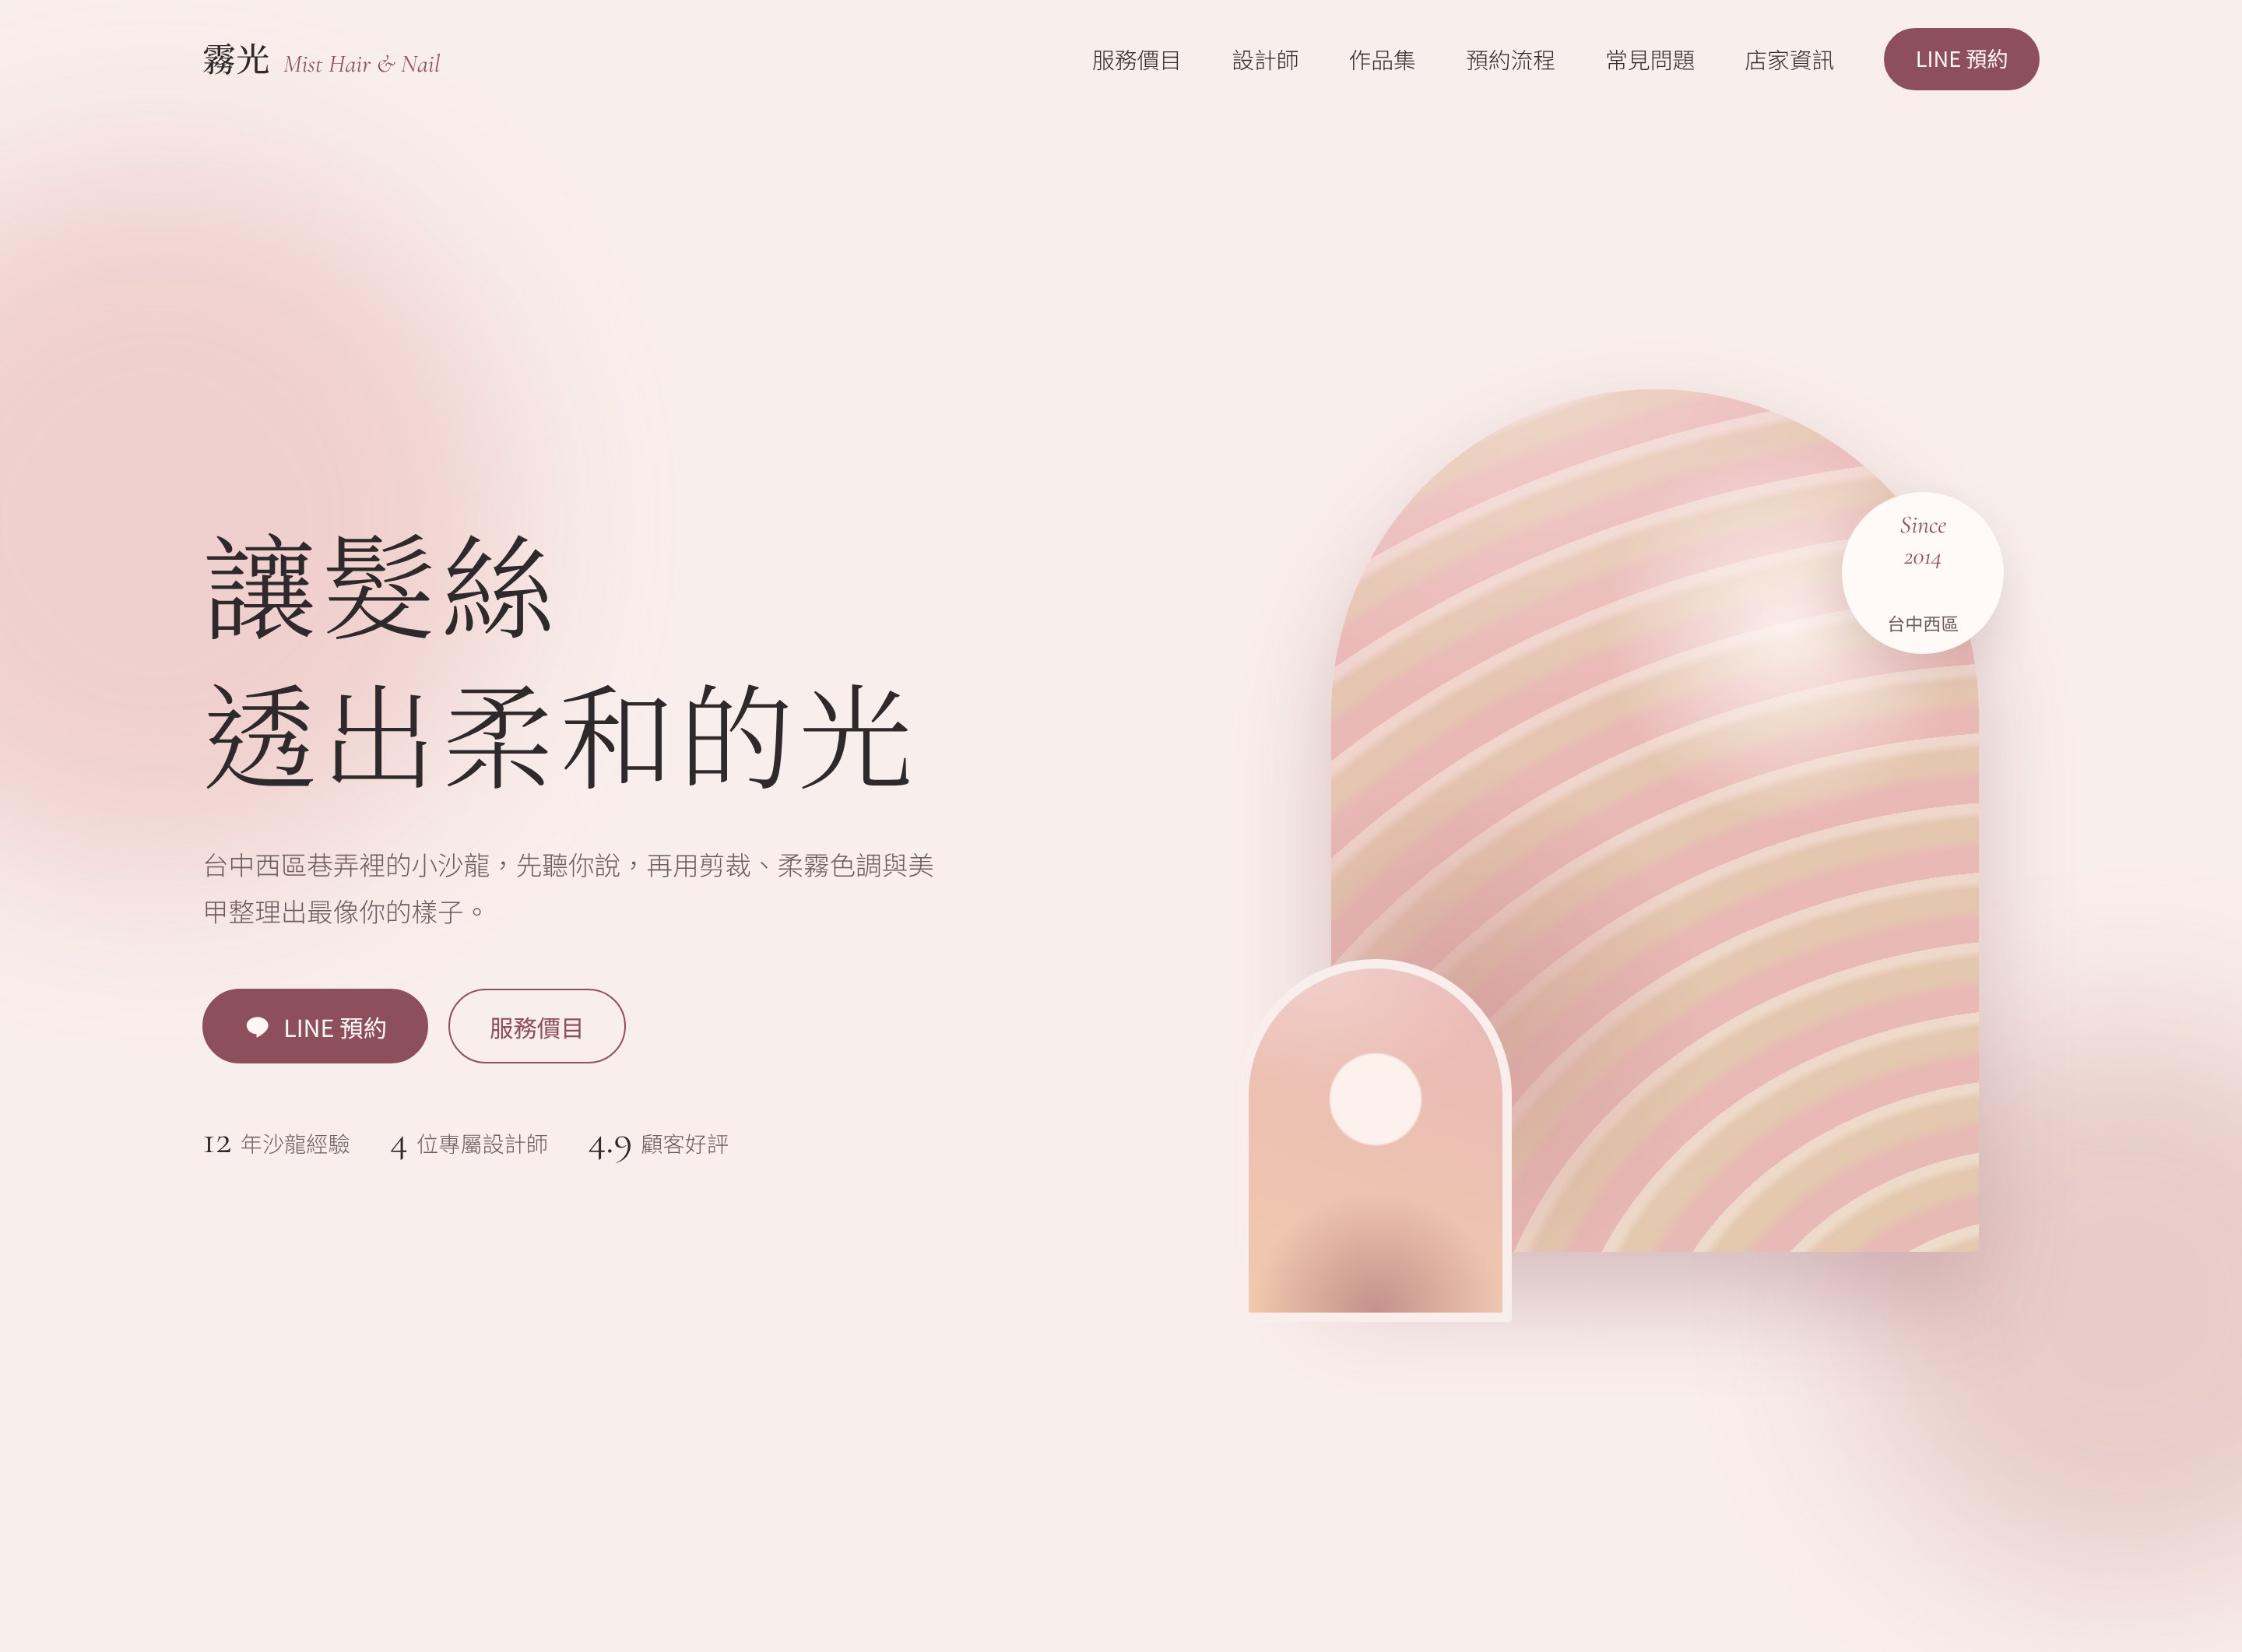 霧光 Mist Hair & Nail
服務價目 設計師 作品集 預約流程 常見問題 店家資訊 LINE 預約
讓髮絲
透出柔和的光
台中西區巷弄裡的小沙龍，先聽你說，再用剪裁、柔霧色調與美
甲整理出最像你的樣子。
LINE 預約 服務價目
12 年沙龍經驗 4 位專屬設計師 4.9 顧客好評
Since
2014
台中西區